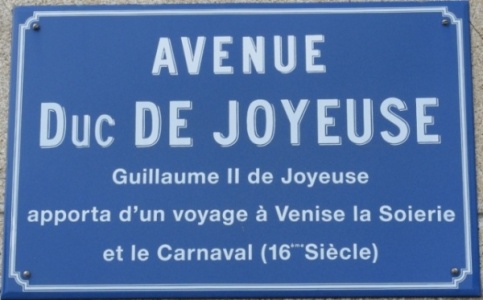 AVENUE
Duc DE JOYEUSE
Guillaume II de Joyeuse
apporta d'un voyage à Venise la Soierie
et le Carnaval (16ème Siècle)